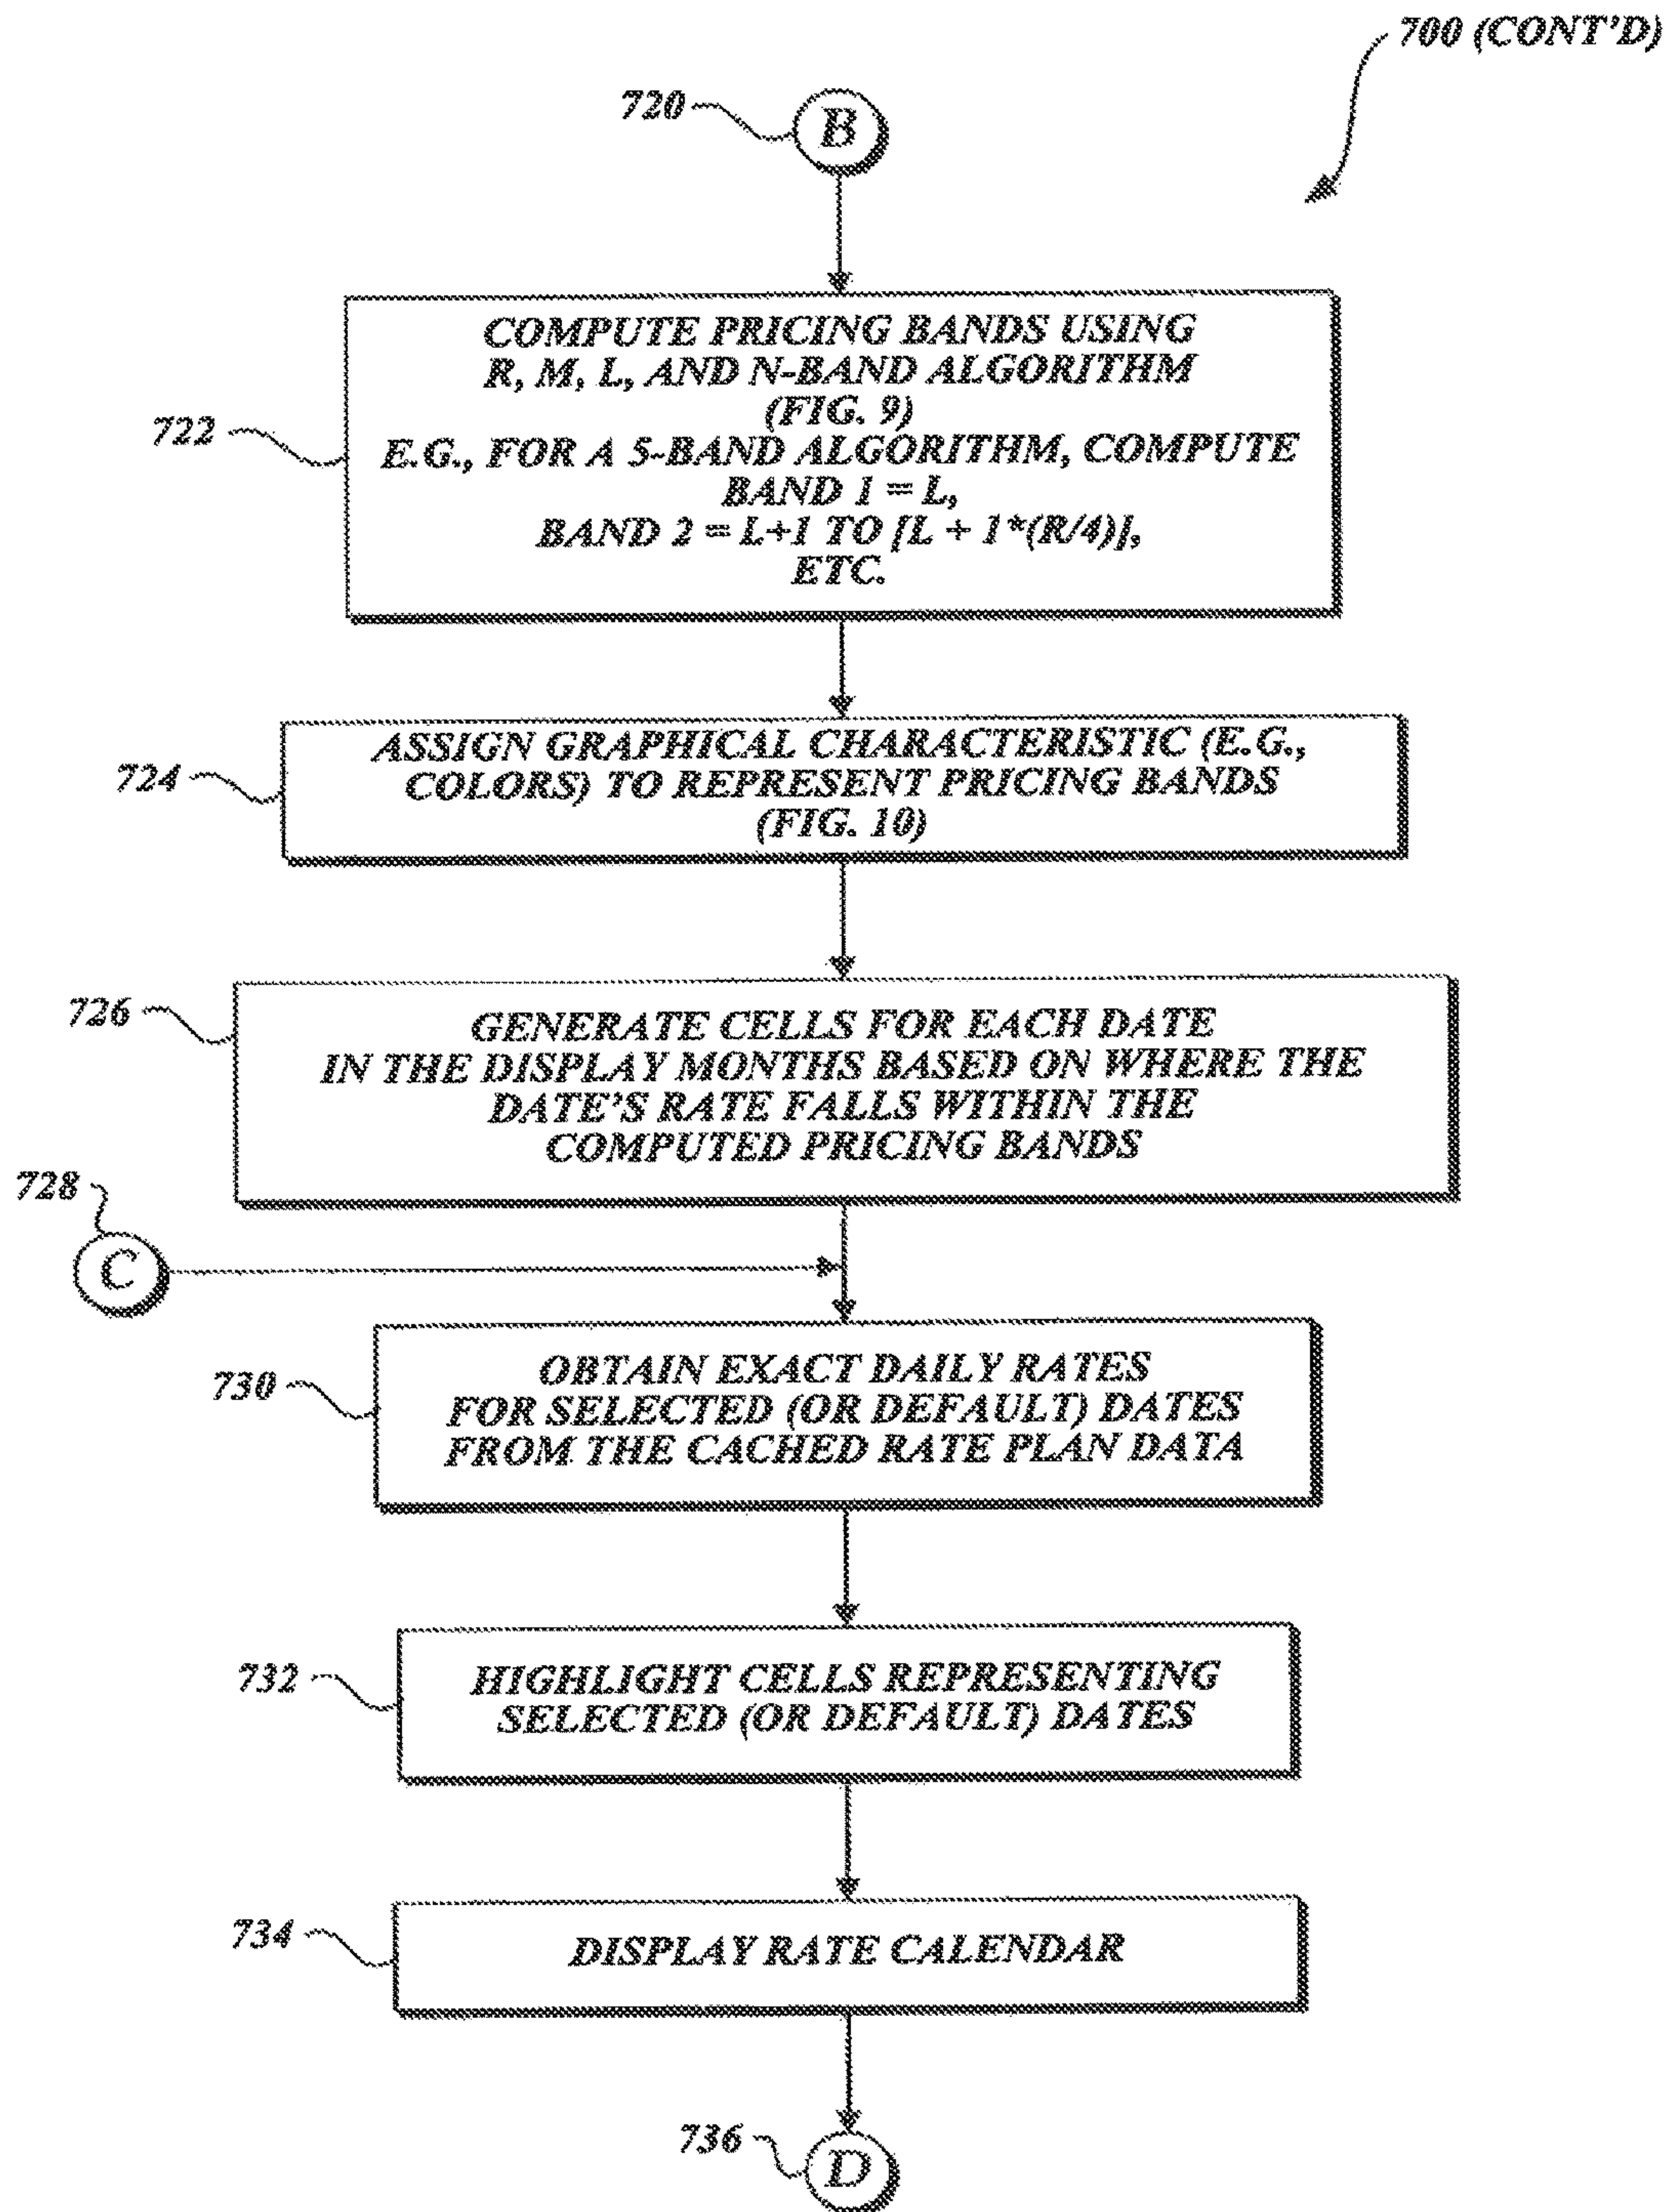 700 (CONT'D)
720
B
COMPUTE PRICING BANDS USING
R, M, L, AND N-BAND ALGORITHM
(FIG. 9)
722
E.G., FOR A 5-BAND ALGORITHM, COMPUTE
BAND 1 = L,
BAND 2 = L+1 TO [L + 1*(R/4)],
ETC.
724
ASSIGN GRAPHICAL CHARACTERISTIC (E.G.,
COLORS) TO REPRESENT PRICING BANDS
(FIG. 10)
726
GENERATE CELLS FOR EACH DATE
IN THE DISPLAY MONTHS BASED ON WHERE THE
DATE'S RATE FALLS WITHIN THE
COMPUTED PRICING BANDS
728
C
730
OBTAIN EXACT DAILY RATES
FOR SELECTED (OR DEFAULT) DATES
FROM THE CACHED RATE PLAN DATA
732
HIGHLIGHT CELLS REPRESENTING
SELECTED (OR DEFAULT) DATES
734
DISPLAY RATE CALENDAR
736
D